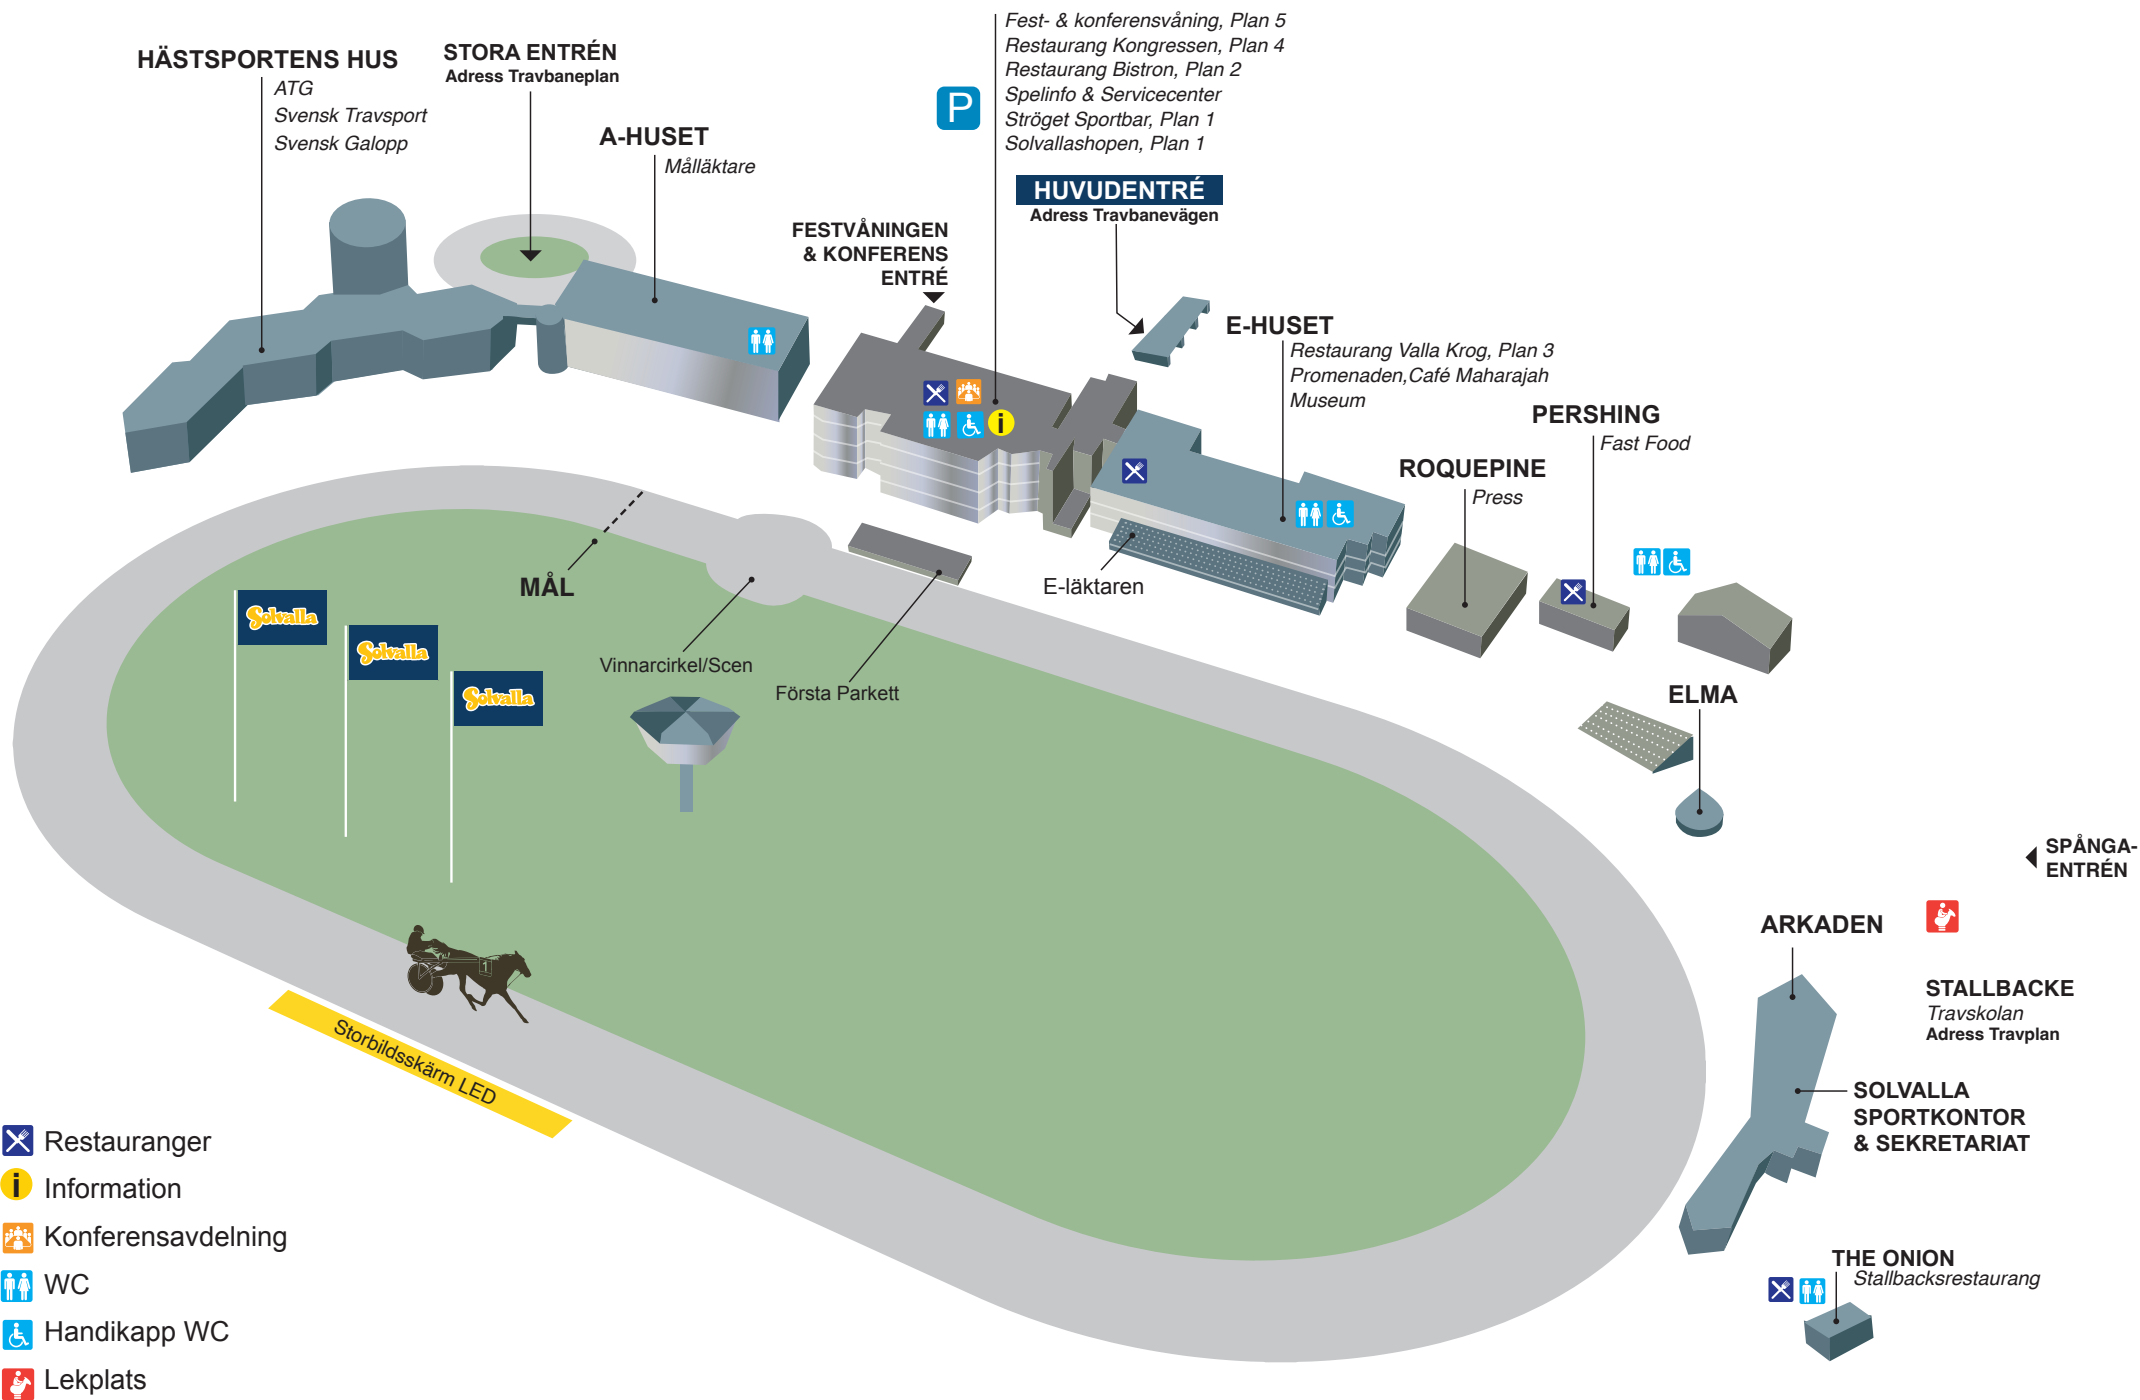 Fest- & konferensvåning, Plan 5
Restaurang Kongressen, Plan 4
Restaurang Bistron, Plan 2
Spelinfo & Servicecenter
Ströget Sportbar, Plan 1
Solvallashopen, Plan 1
HÄSTSPORTENS HUS
ATG
Svensk Travsport
Svensk Galopp
STORA ENTRÉN
Adress Travbaneplan
A-HUSET
Målläktare
P
HUVUDENTRÉ
Adress Travbanevägen
FESTVÅNINGEN
& KONFERENS
ENTRÉ
E-HUSET
Restaurang Valla Krog, Plan 3
Promenaden,Café Maharajah
Museum
i
PERSHING
Fast Food
ROQUEPINE
Press
MÅL
E-läktaren
Vinnarcirkel/Scen
Första Parkett
Solvalla
Solvalla
Solvalla
ELMA
SPÅNGA-
ENTRÉN
ARKADEN
1
STALLBACKE
Travskolan
Adress Travplan
Storbildsskärm LED
SOLVALLA
SPORTKONTOR
& SEKRETARIAT
THE ONION
Stallbacksrestaurang
Restauranger
i Information
Konferensavdelning
WC
Handikapp WC
Lekplats